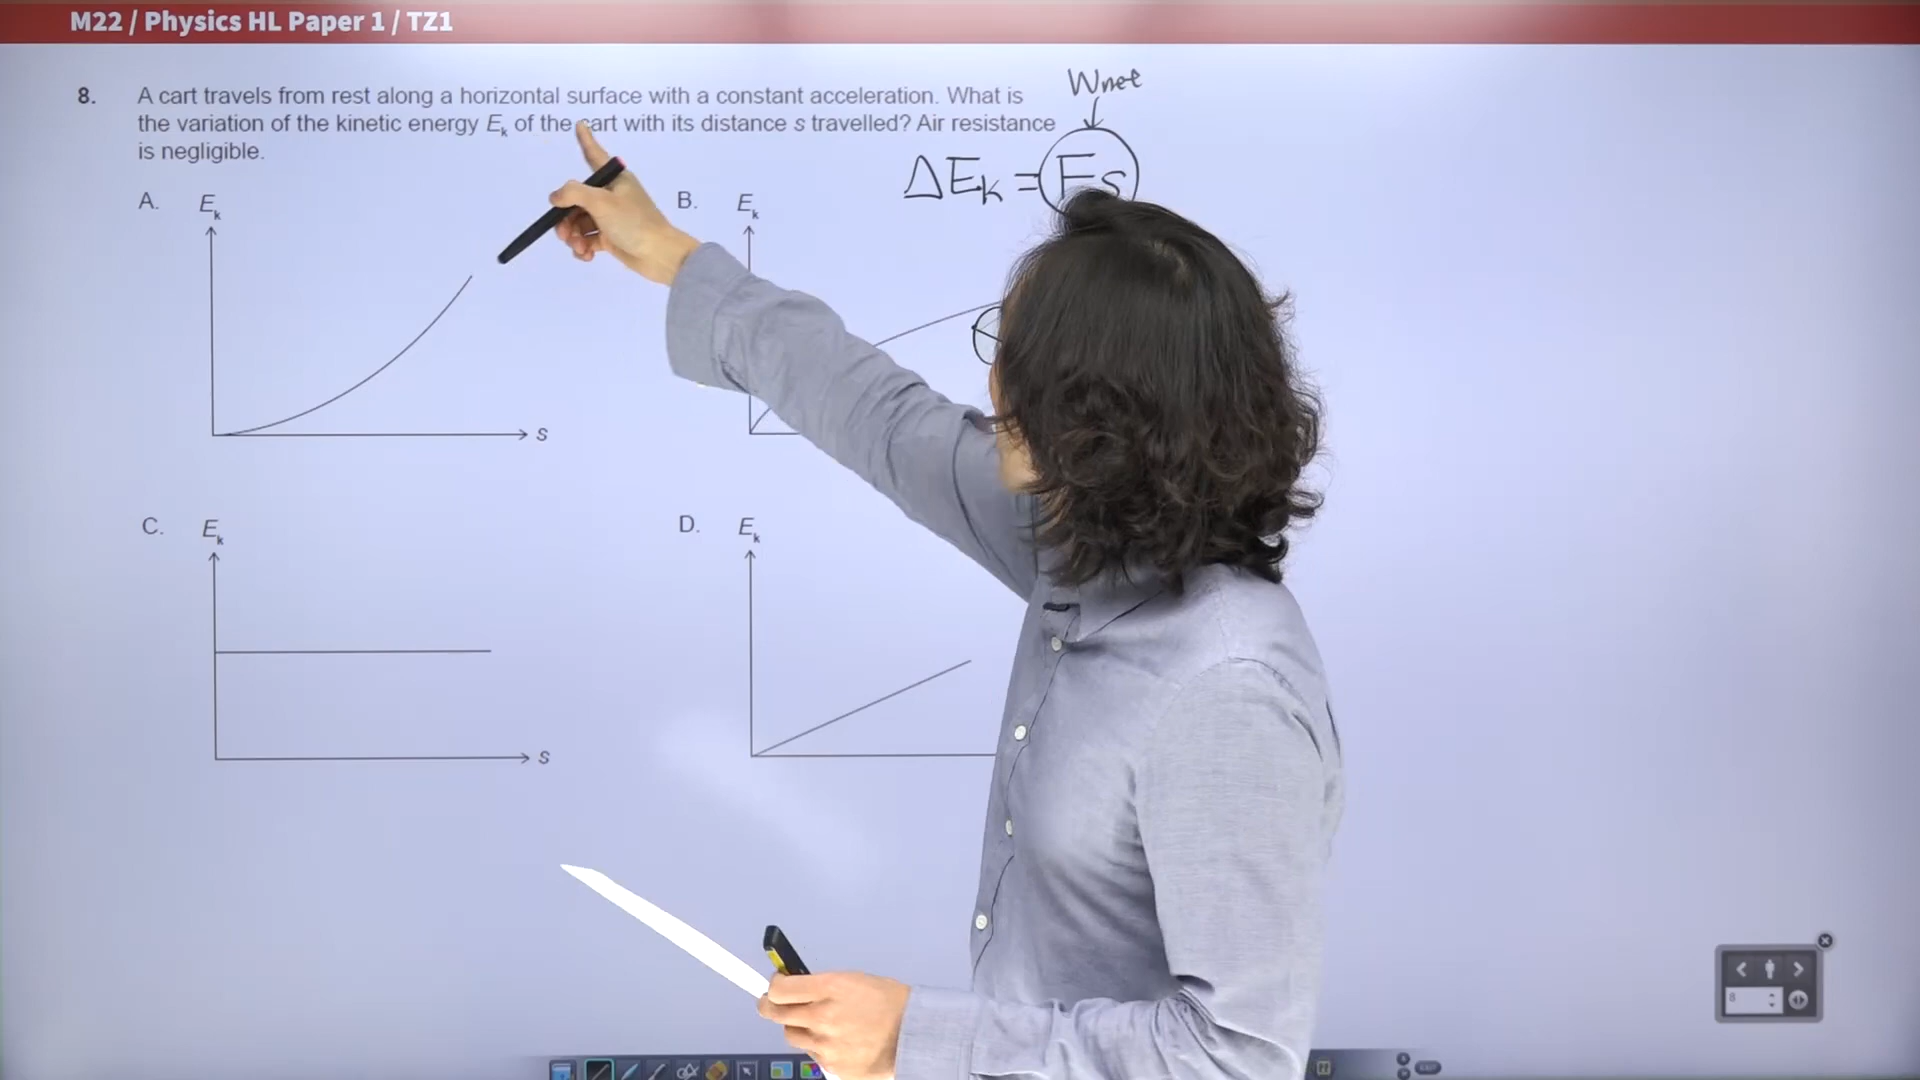 M22 / Physics HL Paper 1 / TZ1
8. A cart travels from rest along a horizontal surface with a constant acceleration. What is
the variation of the kinetic energy Ek of the cart with its distance s travelled? Air resistance
is negligible.
Wnet
ΔEk = Fs
A. Ek
s
B. Ek
C. Ek
s
D. Ek
8